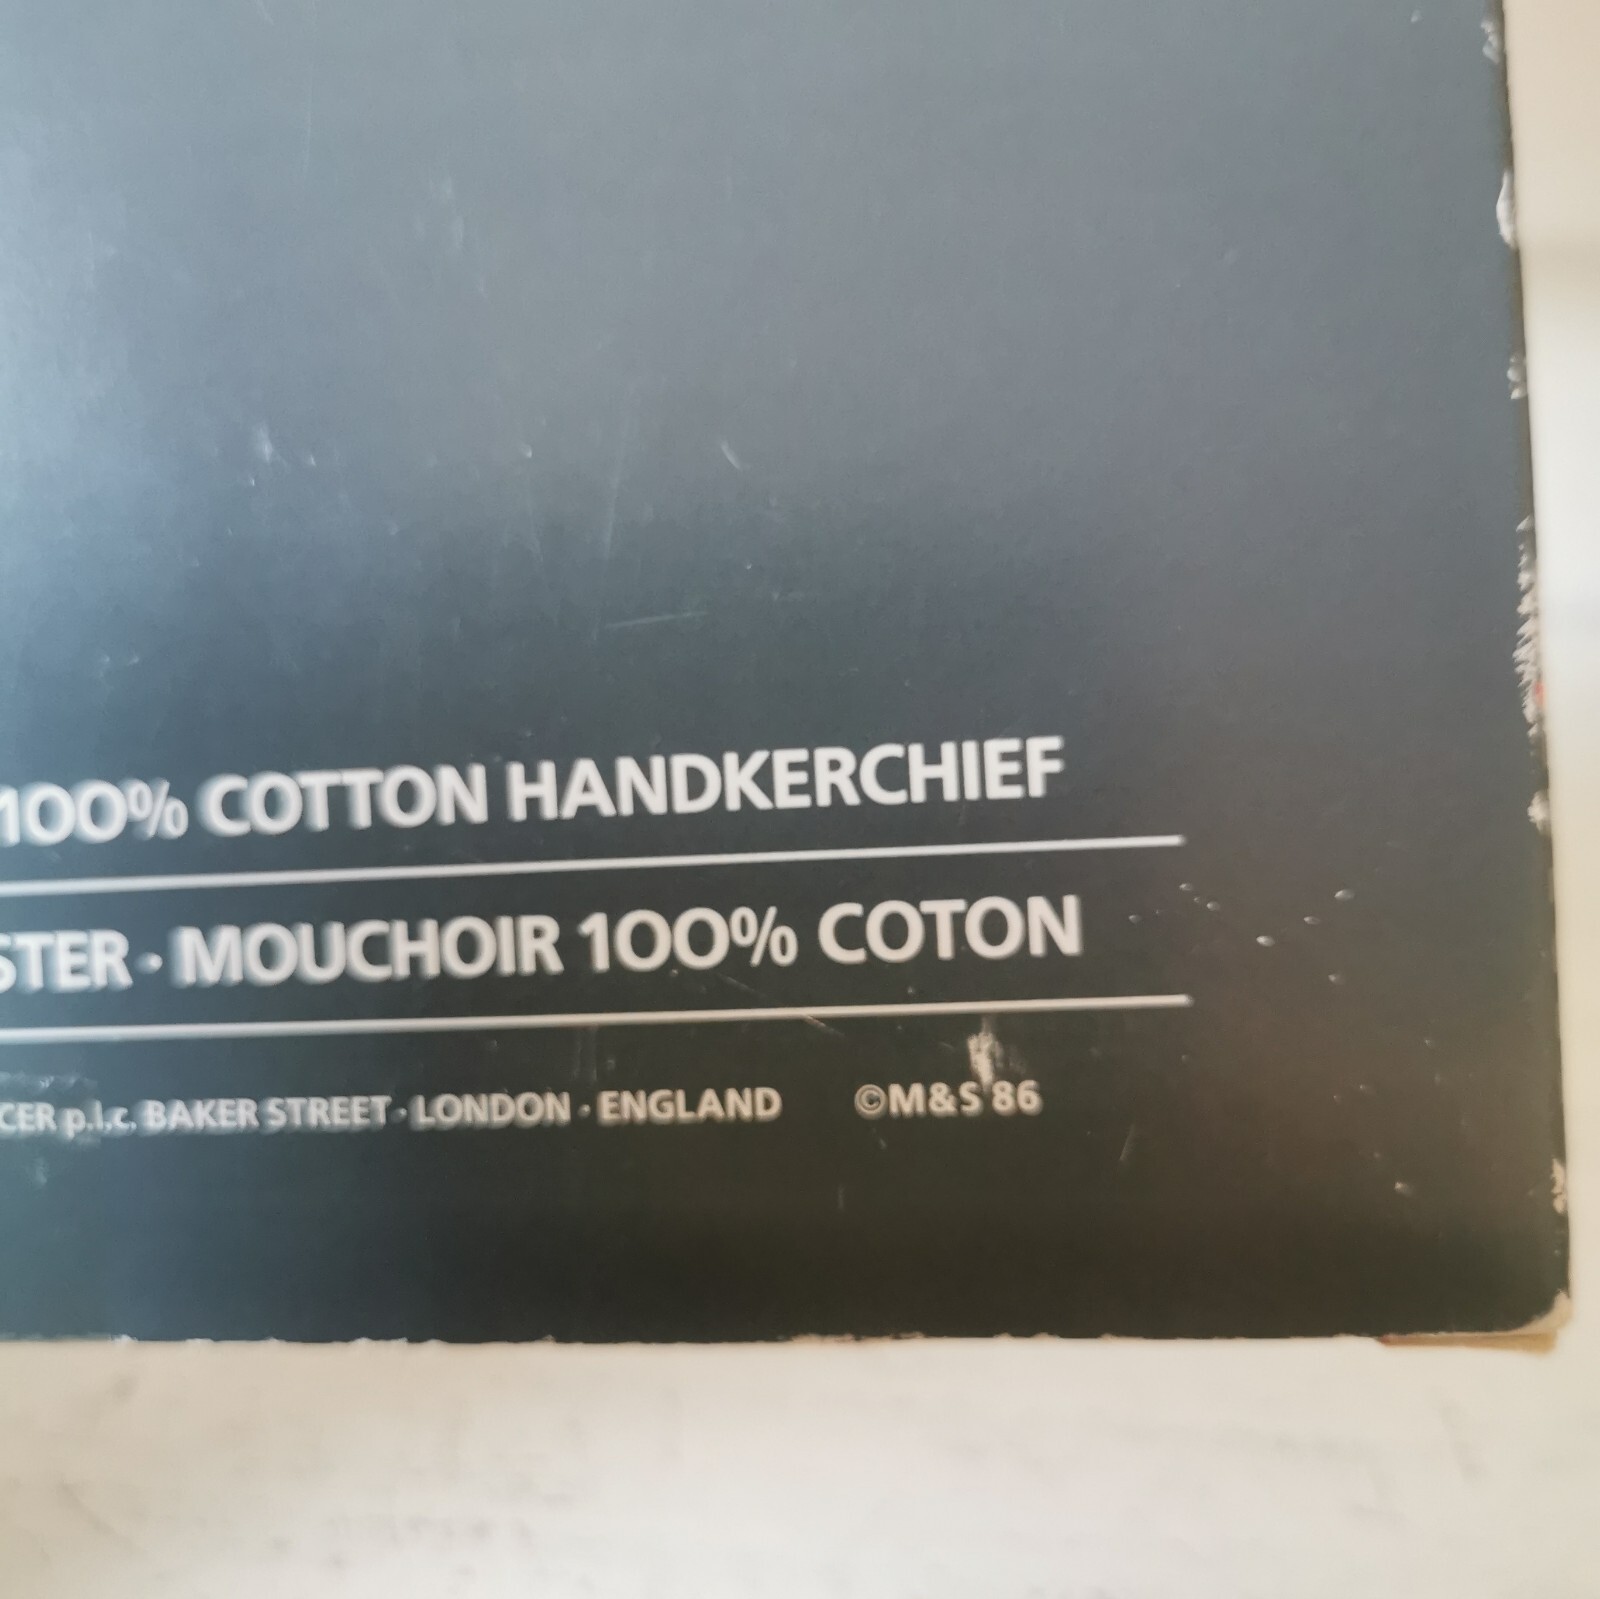 100% COTTON HANDKERCHIEF
STER · MOUCHOIR 100% COTON
CER p.l.c. BAKER STREET · LONDON · ENGLAND ©M&S 86